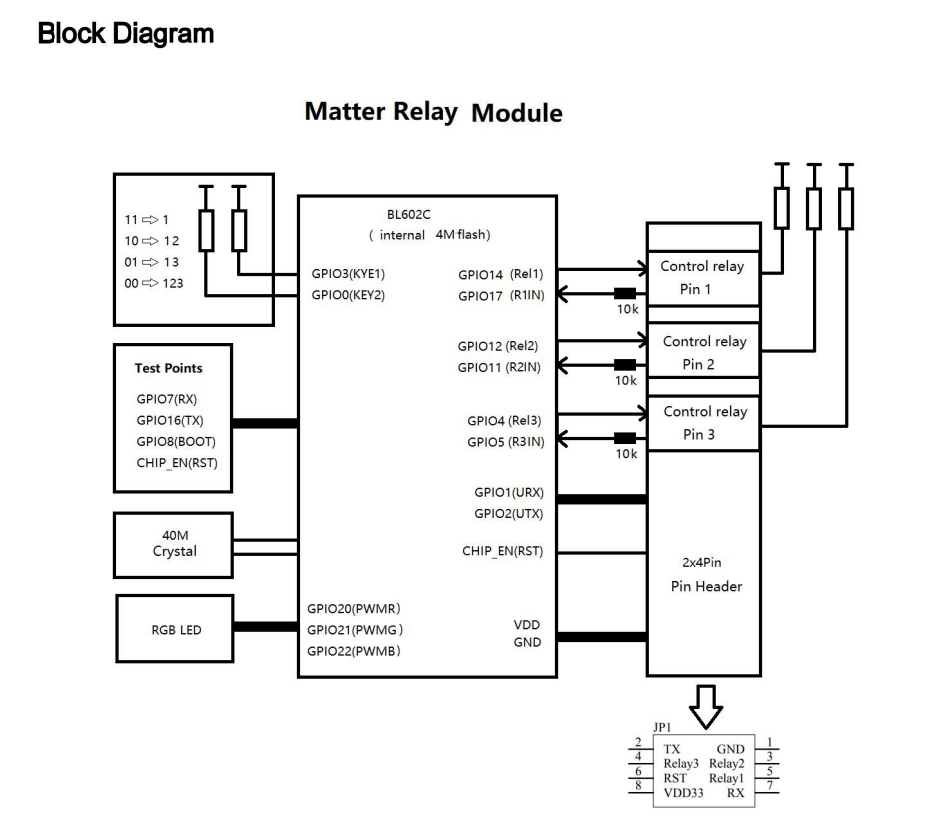 Block Diagram
Matter Relay Module
11 ⇨ 1
10 ⇨ 12
01 ⇨ 13
00 ⇨ 123
BL602C
( internal 4M flash)
GPIO3(KYE1)
GPIO0(KEY2)
GPIO14 (Rel1)
GPIO17 (R1IN)
10k
Control relay
Pin 1
GPIO12 (Rel2)
GPIO11 (R2IN)
10k
Control relay
Pin 2
GPIO4 (Rel3)
GPIO5 (R3IN)
10k
Control relay
Pin 3
Test Points
GPIO7(RX)
GPIO16(TX)
GPIO8(BOOT)
CHIP_EN(RST)
GPIO1(URX)
GPIO2(UTX)
CHIP_EN(RST)
40M
Crystal
2x4Pin
Pin Header
RGB LED
GPIO20(PWMR)
GPIO21(PWMG)
GPIO22(PWMB)
VDD
GND
JP1
2 TX GND 1
4 Relay3 Relay2 3
6 RST Relay1 5
8 VDD33 RX 7